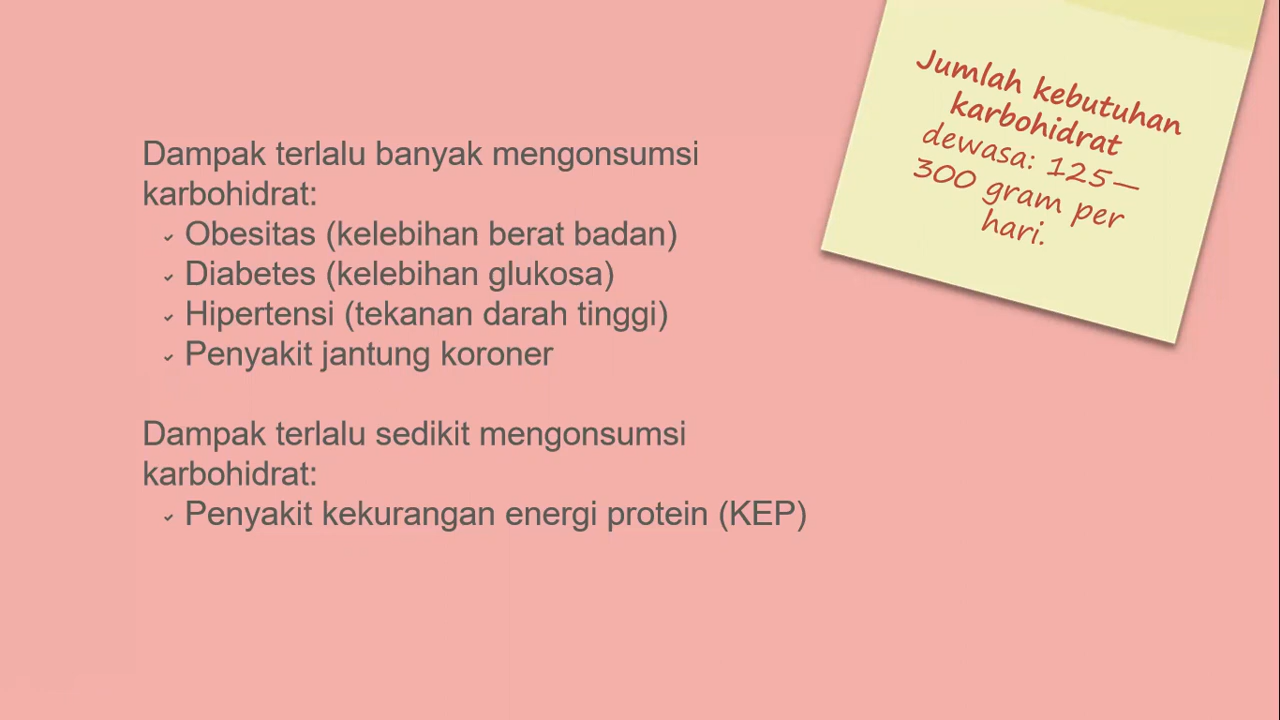 Jumlah kebutuhan
karbohidrat
dewasa: 125—
300 gram per
hari.
Dampak terlalu banyak mengonsumsi
karbohidrat:
✓ Obesitas (kelebihan berat badan)
✓ Diabetes (kelebihan glukosa)
✓ Hipertensi (tekanan darah tinggi)
✓ Penyakit jantung koroner
Dampak terlalu sedikit mengonsumsi
karbohidrat:
✓ Penyakit kekurangan energi protein (KEP)